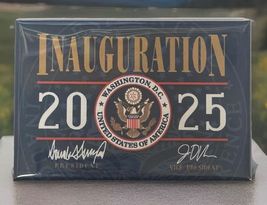 INAUGURATION
WASHINGTON, D.C.
20 25
UNITED STATES OF AMERICA
PRESIDENT VICE PRESIDENT